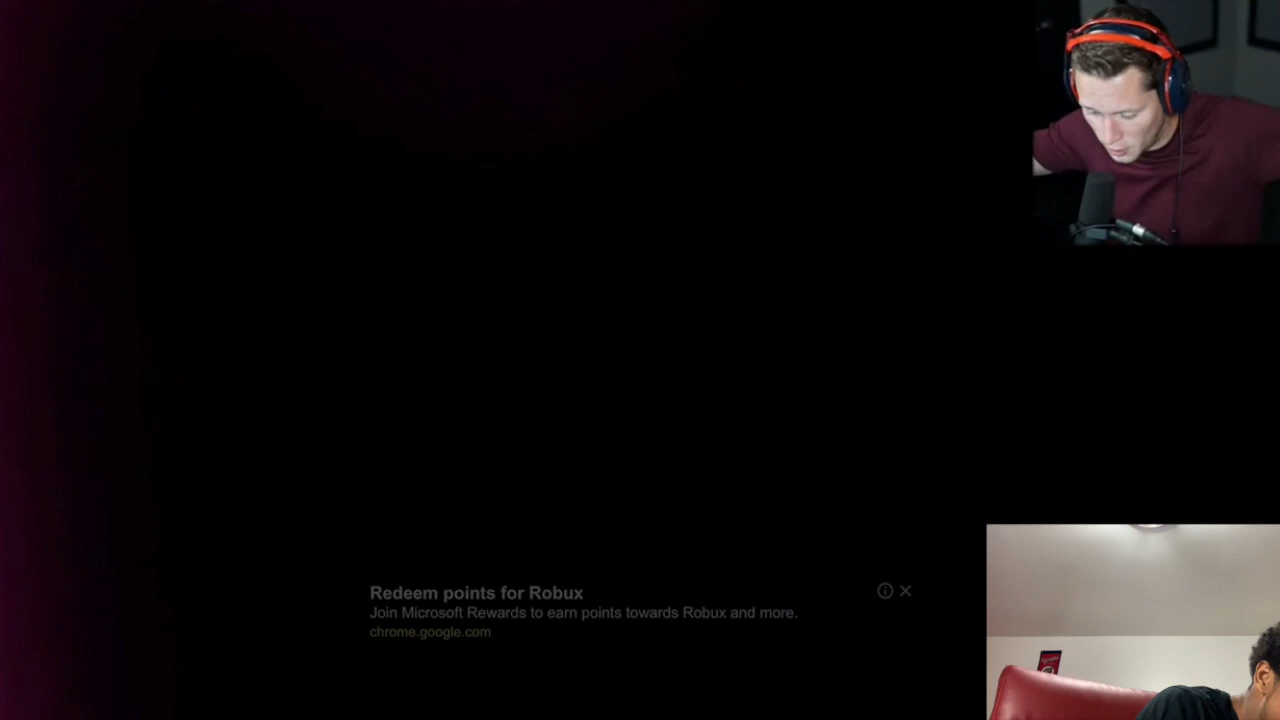 Redeem points for Robux
Join Microsoft Rewards to earn points towards Robux and more.
chrome.google.com